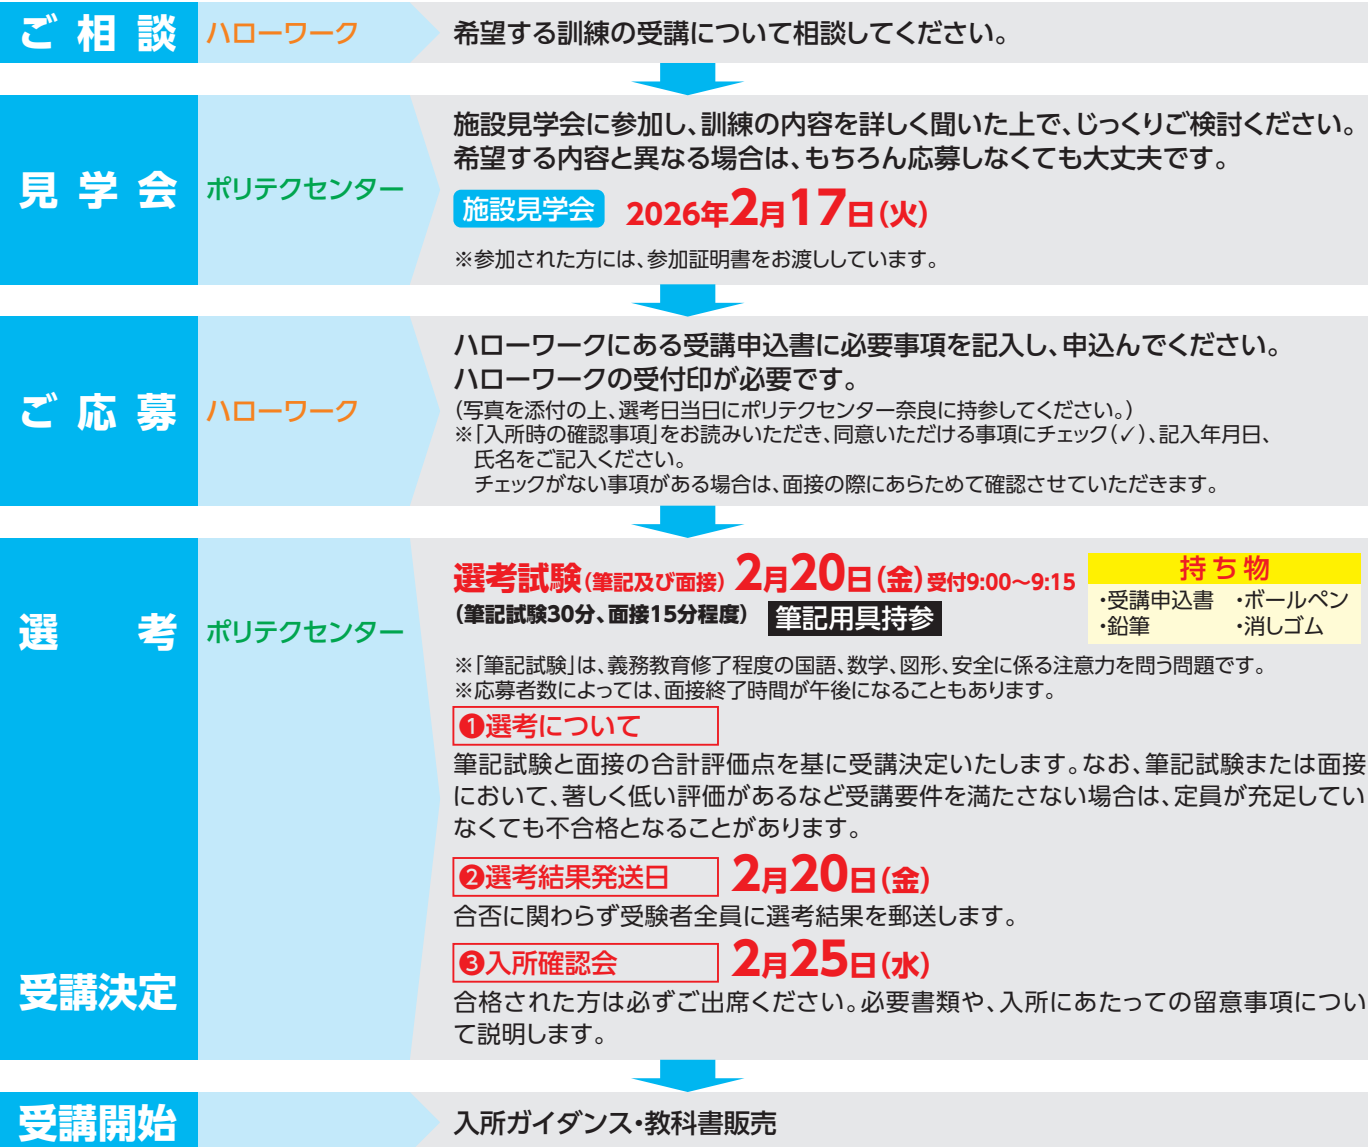 ご相談 ハローワーク 希望する訓練の受講について相談してください。
施設見学会に参加し、訓練の内容を詳しく聞いた上で、じっくりご検討ください。
希望する内容と異なる場合は、もちろん応募しなくても大丈夫です。
見学会 ポリテクセンター
施設見学会 2026年2月17日(火)
※参加された方には、参加証明書をお渡ししています。
ハローワークにある受講申込書に必要事項を記入し、申込んでください。
ハローワークの受付印が必要です。
ご応募 ハローワーク
(写真を添付の上、選考日当日にポリテクセンター奈良に持参してください。)
※「入所時の確認事項」をお読みいただき、同意いただける事項にチェック(✓)、記入年月日、
氏名をご記入ください。
チェックがない事項がある場合は、面接の際にあらためて確認させていただきます。
選考 ポリテクセンター
選考試験(筆記及び面接) 2月20日(金)受付9:00〜9:15
(筆記試験30分、面接15分程度) 筆記用具持参
持ち物
・受講申込書 ・ボールペン
・鉛筆 ・消しゴム
※「筆記試験」は、義務教育修了程度の国語、数学、図形、安全に係る注意力を問う問題です。
※応募者数によっては、面接終了時間が午後になることもあります。
❶選考について
筆記試験と面接の合計評価点を基に受講決定いたします。なお、筆記試験または面接
において、著しく低い評価があるなど受講要件を満たさない場合は、定員が充足してい
なくても不合格となることがあります。
❷選考結果発送日 2月20日(金)
合否に関わらず受験者全員に選考結果を郵送します。
❸入所確認会 2月25日(水)
受講決定
合格された方は必ずご出席ください。必要書類や、入所にあたっての留意事項につい
て説明します。
受講開始 入所ガイダンス・教科書販売